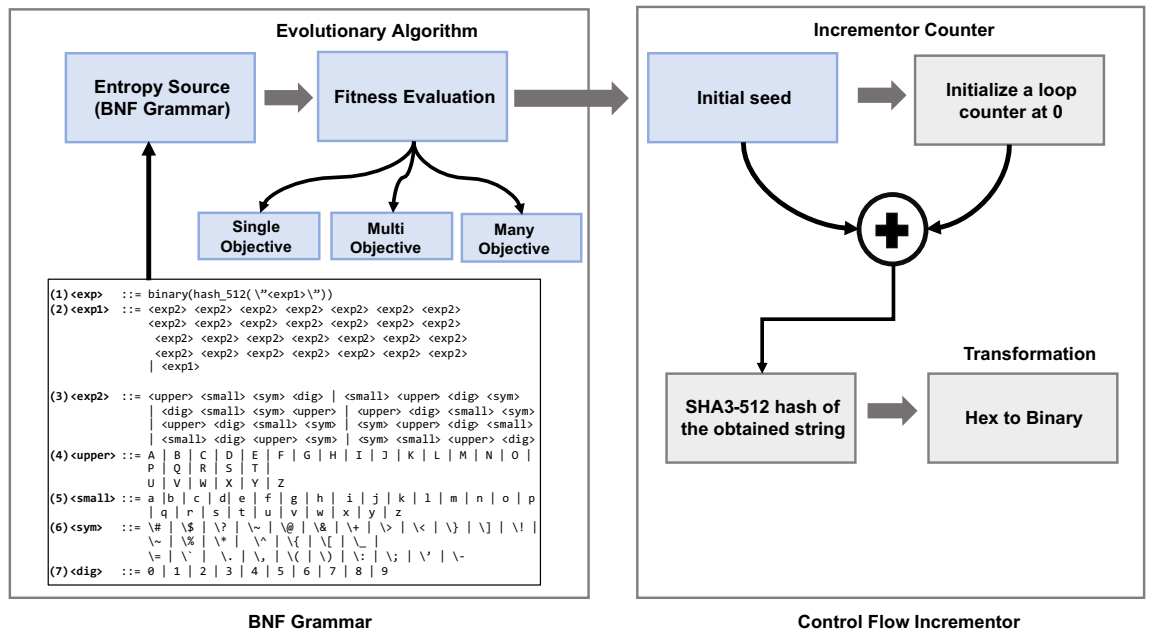 Evolutionary Algorithm
Entropy Source
(BNF Grammar)
Fitness Evaluation
Single
Objective
Multi
Objective
Many
Objective
(1)<exp> ::= binary(hash_512(\"<exp1>\"))
(2)<exp1> ::= <exp2> <exp2> <exp2> <exp2> <exp2> <exp2> <exp2>
<exp2> <exp2> <exp2> <exp2> <exp2> <exp2> <exp2>
<exp2> <exp2> <exp2> <exp2> <exp2> <exp2> <exp2>
<exp2> <exp2> <exp2> <exp2> <exp2> <exp2> <exp2>
| <exp1>
(3)<exp2> ::= <upper> <small> <sym> <dig> | <small> <upper> <dig> <sym>
| <dig> <small> <sym> <upper> | <upper> <dig> <small> <sym>
| <upper> <dig> <small> <sym> | <sym> <upper> <dig> <small>
| <small> <dig> <upper> <sym> | <sym> <small> <upper> <dig>
(4)<upper> ::= A | B | C | D | E | F | G | H | I | J | K | L | M | N | O |
P | Q | R | S | T |
U | V | W | X | Y | Z
(5)<small> ::= a |b | c | d| e | f | g | h | i | j | k | l | m | n | o | p
| q | r | s | t | u | v | w | x | y | z
(6)<sym> ::= \# | \$ | \? | \~ | \@ | \& | \+ | \> | \< | \} | \] | \! |
\~ | \% | \* | \^ | \{ | \[ | \_ |
\= | \` | \. | \, | \( | \) | \: | \; | \' | \-
(7)<dig> ::= 0 | 1 | 2 | 3 | 4 | 5 | 6 | 7 | 8 | 9
BNF Grammar
Incrementor Counter
Initial seed
Initialize a loop
counter at 0
Transformation
SHA3-512 hash of
the obtained string
Hex to Binary
Control Flow Incrementor